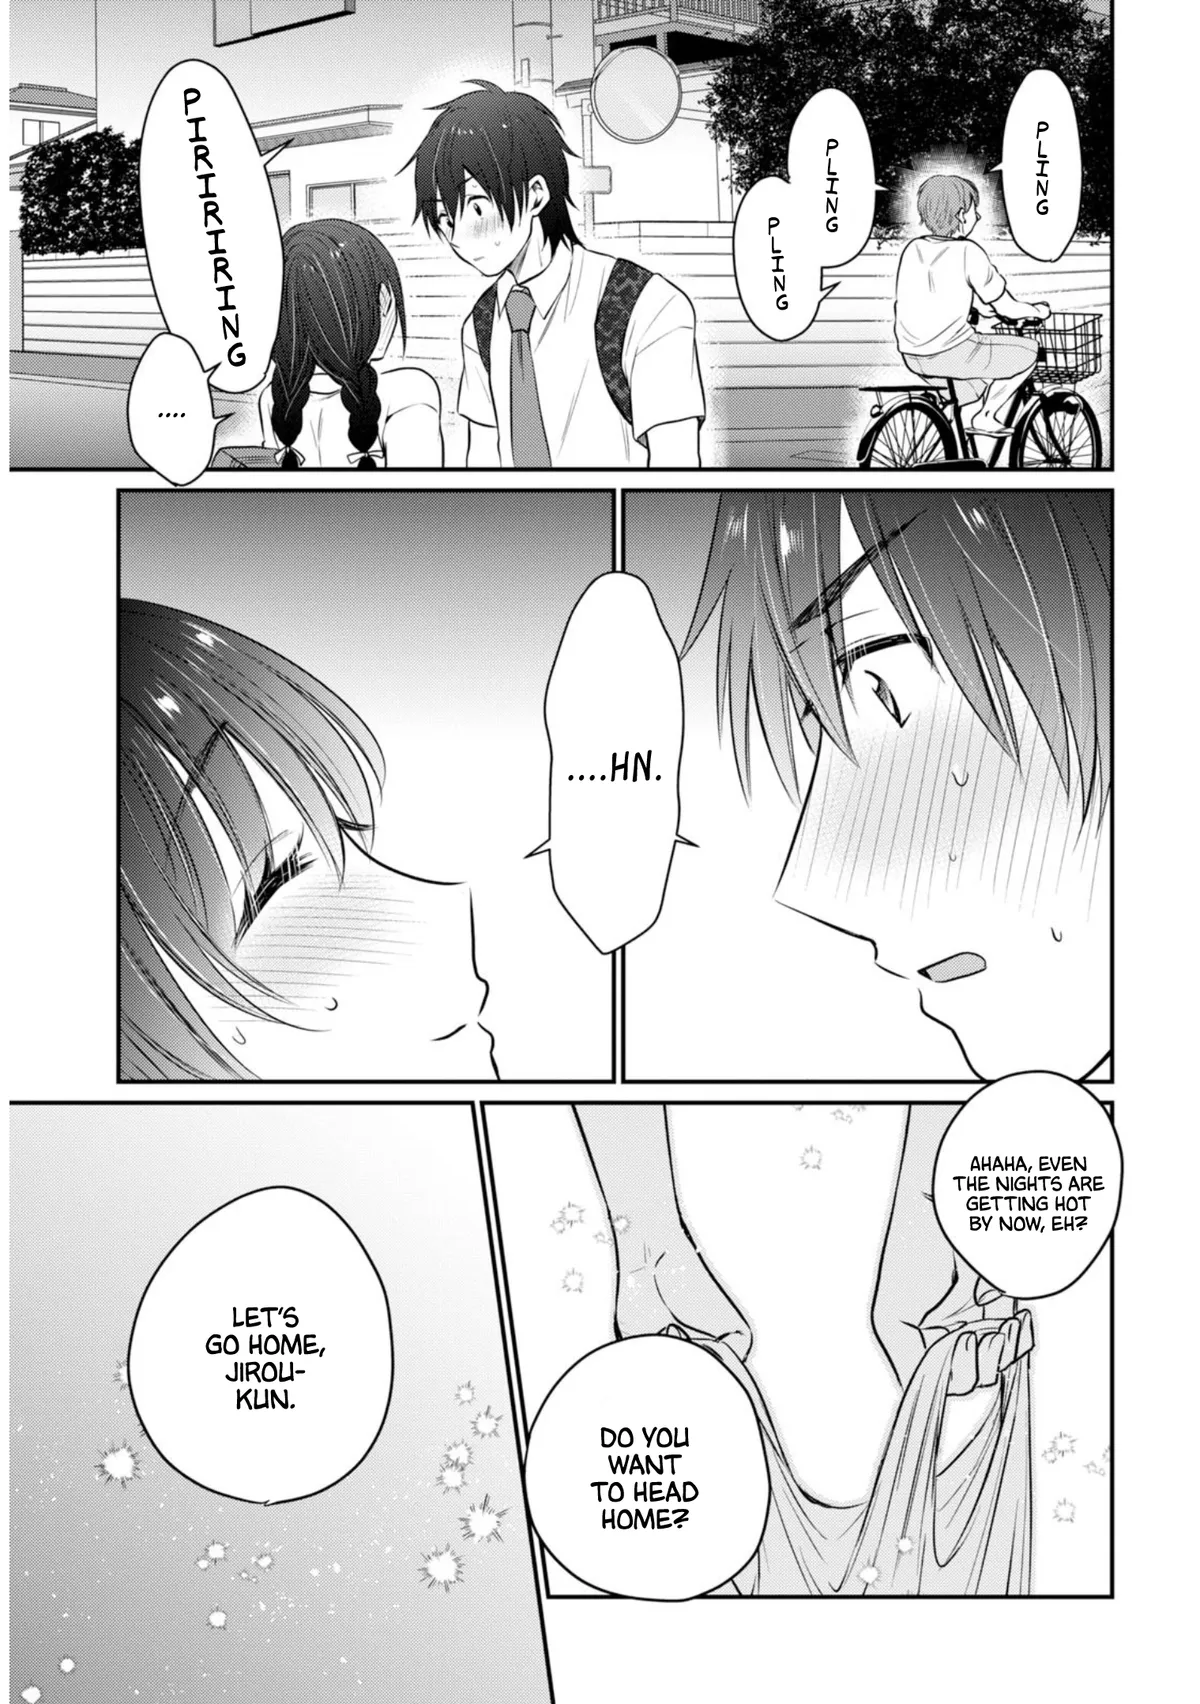 PLING
PLING
PLING
PIRIRIRIRING
....
....HN.
AHAHA, EVEN
THE NIGHTS ARE
GETTING HOT
BY NOW, EH?
DO YOU
WANT
TO HEAD
HOME?
LET'S
GO HOME,
JIROU-
KUN.